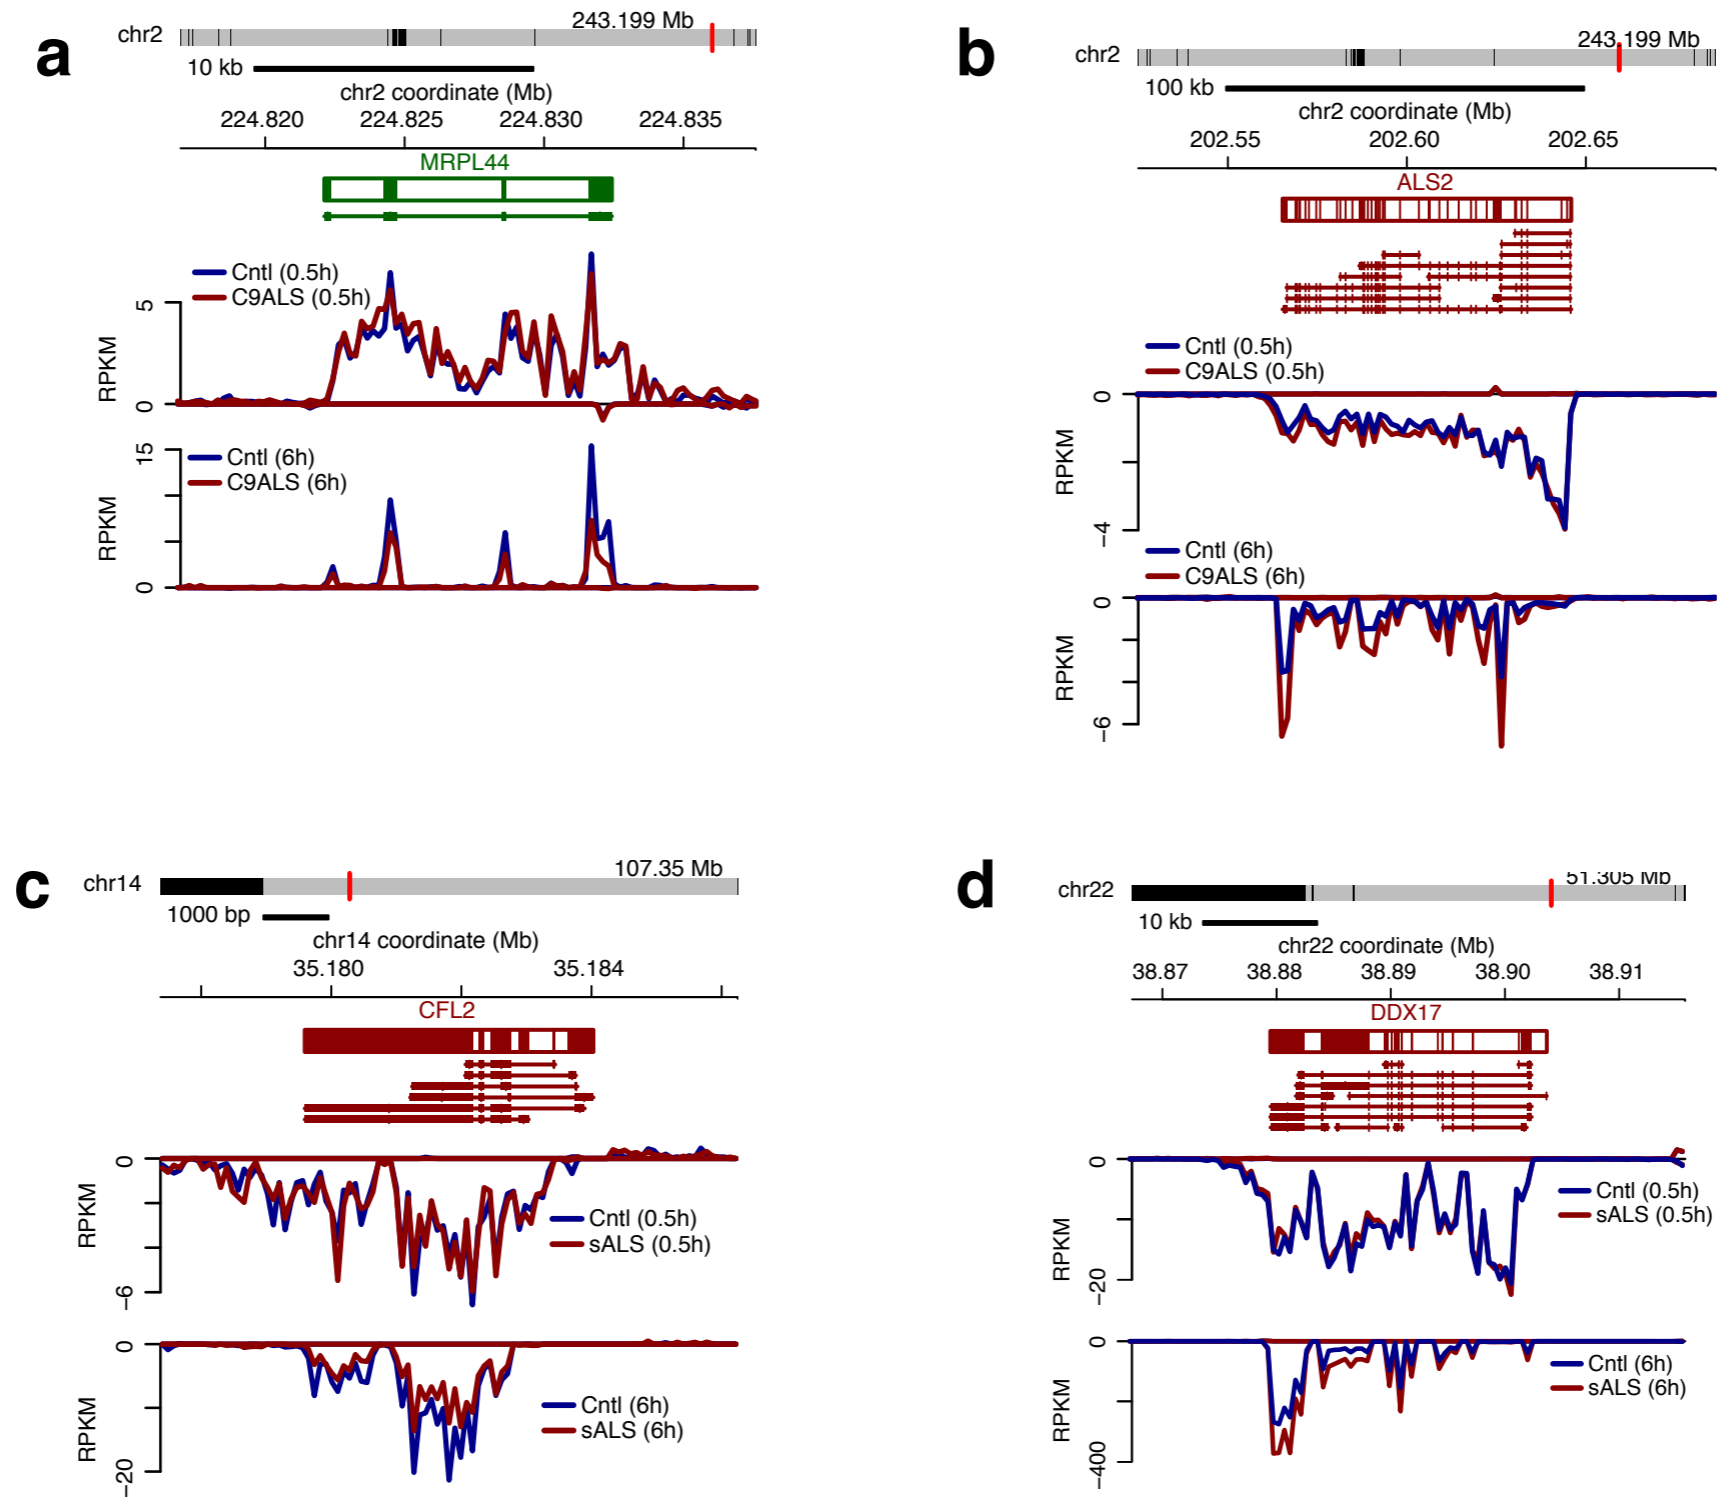 a
chr2
243.199 Mb
10 kb
chr2 coordinate (Mb)
224.820 224.825 224.830 224.835
MRPL44
Cntl (0.5h)
C9ALS (0.5h)
5
0
RPKM
Cntl (6h)
C9ALS (6h)
15
0
RPKM
b
chr2
243.199 Mb
100 kb
chr2 coordinate (Mb)
202.55 202.60 202.65
ALS2
Cntl (0.5h)
C9ALS (0.5h)
0
−4
RPKM
Cntl (6h)
C9ALS (6h)
0
−6
RPKM
c
chr14
107.35 Mb
1000 bp
chr14 coordinate (Mb)
35.180 35.184
CFL2
0
−6
RPKM
Cntl (0.5h)
sALS (0.5h)
0
−20
RPKM
Cntl (6h)
sALS (6h)
d
chr22
51.305 Mb
10 kb
chr22 coordinate (Mb)
38.87 38.88 38.89 38.90 38.91
DDX17
0
−20
RPKM
Cntl (0.5h)
sALS (0.5h)
0
−400
RPKM
Cntl (6h)
sALS (6h)